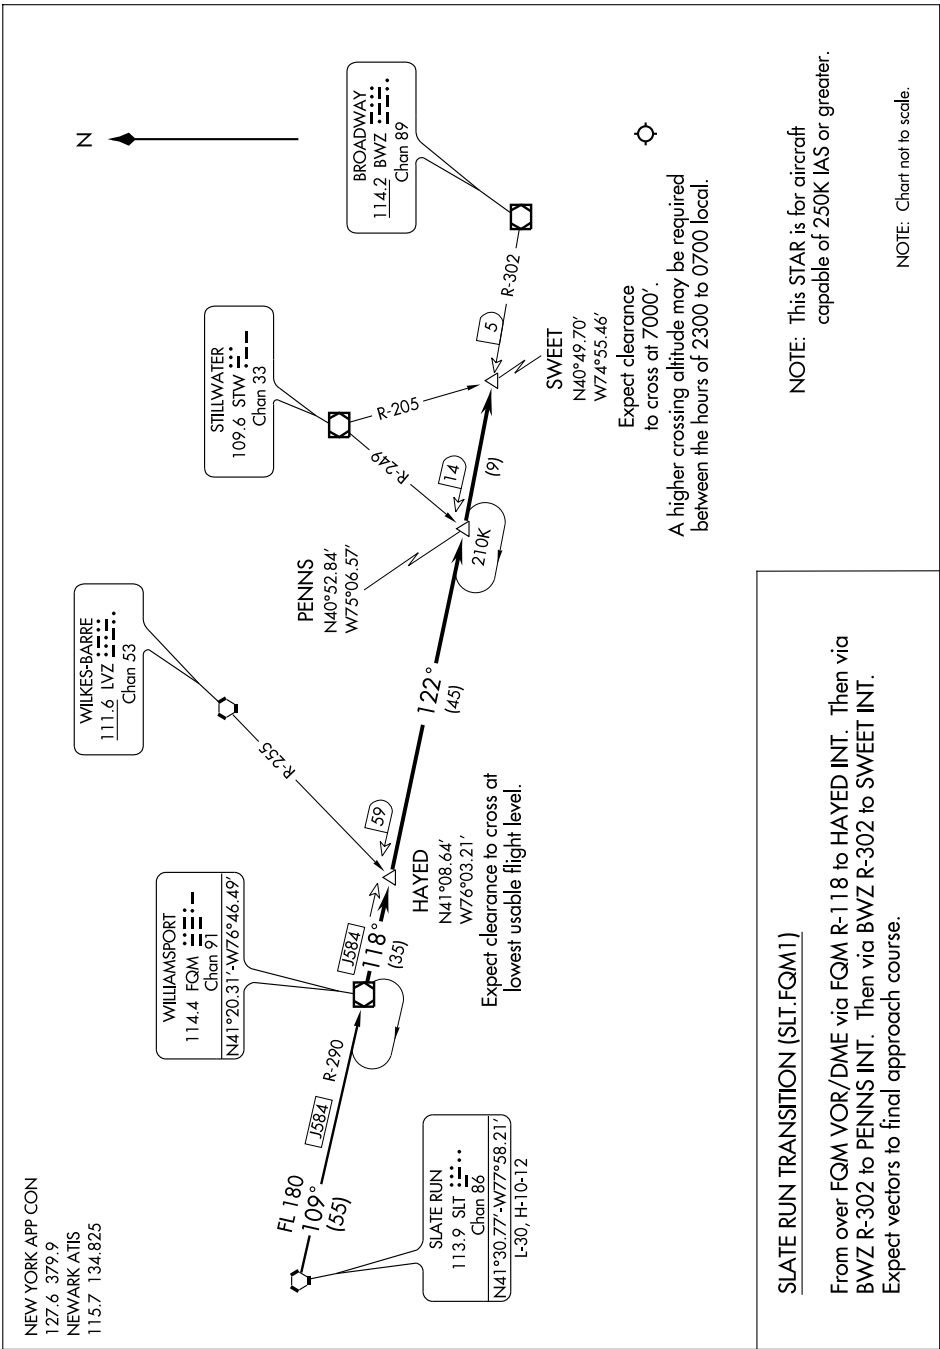 NEW YORK APP CON
127.6 379.9
NEWARK ATIS
115.7 134.825
N
WILKES-BARRE
111.6 LVZ
Chan 53
STILLWATER
109.6 STW
Chan 33
BROADWAY
114.2 BWZ
Chan 89
WILLIAMSPORT
114.4 FQM
Chan 91
N41°20.31'-W76°46.49'
SLATE RUN
113.9 SLT
Chan 86
N41°30.77'-W77°58.21'
L-30, H-10-12
FL 180
109°
(55)
J584
R-290
J584
118°
(35)
R-255
59
HAYED
N41°08.64'
W76°03.21'
Expect clearance to cross at
lowest usable flight level.
122°
(45)
PENNS
N40°52.84'
W75°06.57'
210K
R-249
R-205
14
(9)
5
R-302
SWEET
N40°49.70'
W74°55.46'
Expect clearance
to cross at 7000'.
A higher crossing altitude may be required
between the hours of 2300 to 0700 local.
NOTE: This STAR is for aircraft
capable of 250K IAS or greater.
NOTE: Chart not to scale.
SLATE RUN TRANSITION (SLT.FQM1)
From over FQM VOR/DME via FQM R-118 to HAYED INT. Then via
BWZ R-302 to PENNS INT. Then via BWZ R-302 to SWEET INT.
Expect vectors to final approach course.